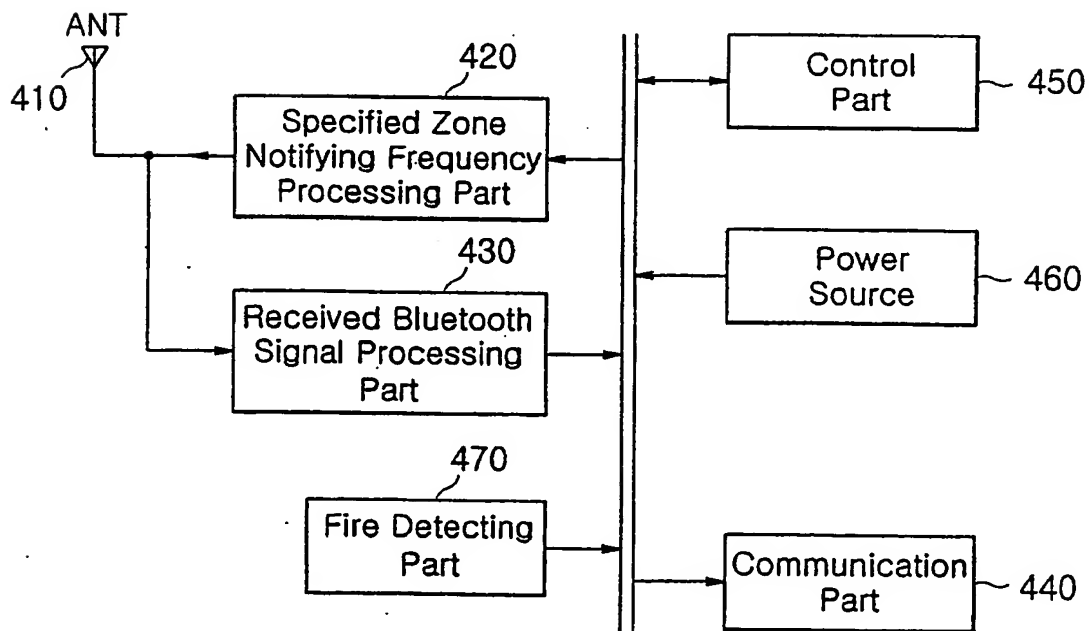 ANT
410
420
Specified Zone
Notifying Frequency
Processing Part
430
Received Bluetooth
Signal Processing
Part
470
Fire Detecting
Part
Control
Part
450
Power
Source
460
Communication
Part
440